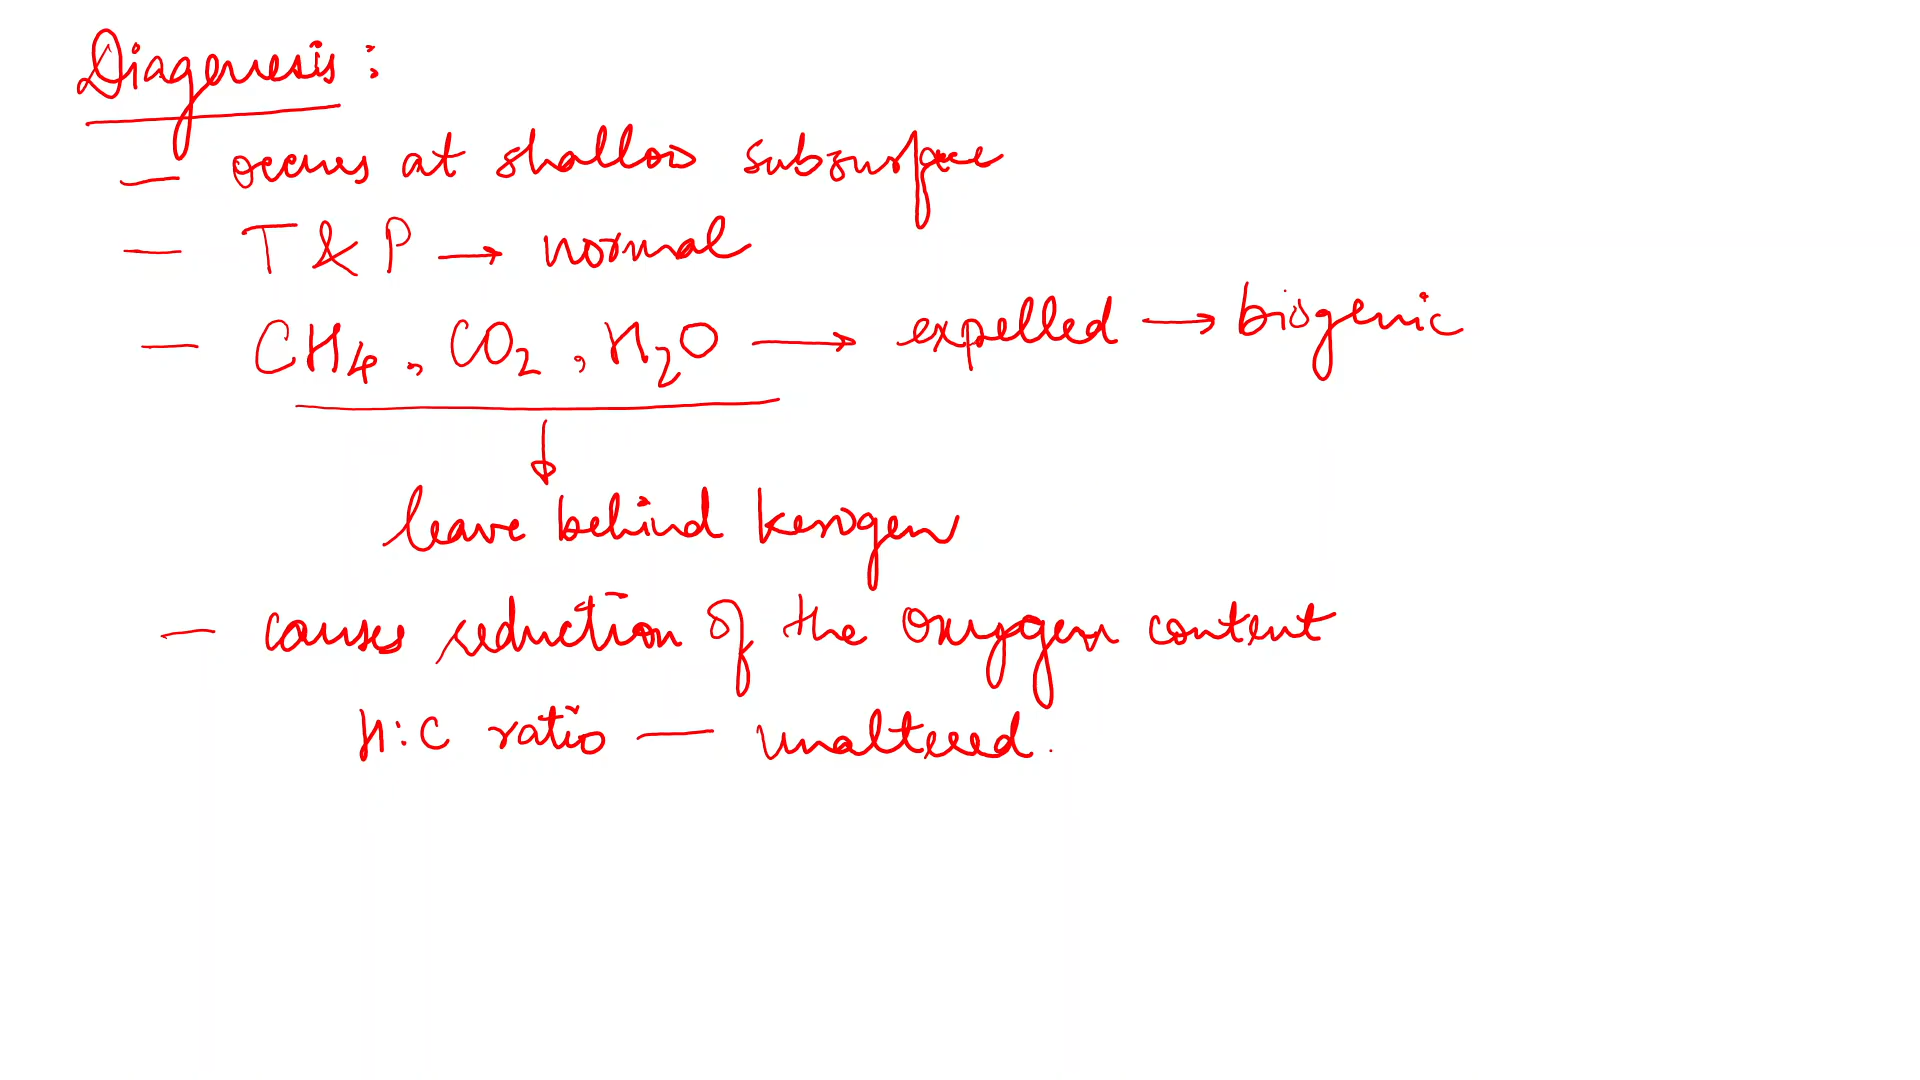 Diagenesis :
— occurs at shallow subsurface
— T & P → normal
— CH4, CO2, H2O → expelled → biogenic
↓
leave behind kerogen
— causes reduction of the oxygen content
H:C ratio — unaltered.